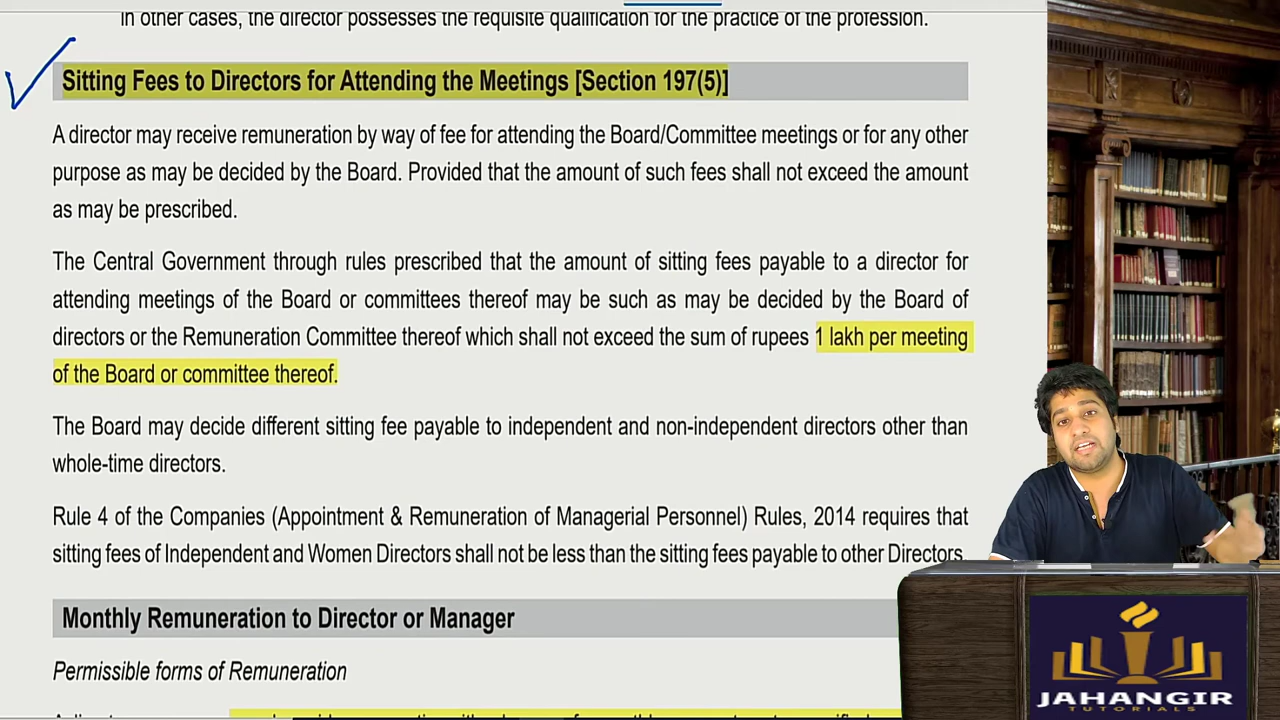 in other cases, the director possesses the requisite qualification for the practice of the profession.
Sitting Fees to Directors for Attending the Meetings [Section 197(5)]
A director may receive remuneration by way of fee for attending the Board/Committee meetings or for any other
purpose as may be decided by the Board. Provided that the amount of such fees shall not exceed the amount
as may be prescribed.
The Central Government through rules prescribed that the amount of sitting fees payable to a director for
attending meetings of the Board or committees thereof may be such as may be decided by the Board of
directors or the Remuneration Committee thereof which shall not exceed the sum of rupees 1 lakh per meeting
of the Board or committee thereof.
The Board may decide different sitting fee payable to independent and non-independent directors other than
whole-time directors.
Rule 4 of the Companies (Appointment & Remuneration of Managerial Personnel) Rules, 2014 requires that
sitting fees of Independent and Women Directors shall not be less than the sitting fees payable to other Directors.
Monthly Remuneration to Director or Manager
Permissible forms of Remuneration
JAHANGIR
TUTORIALS